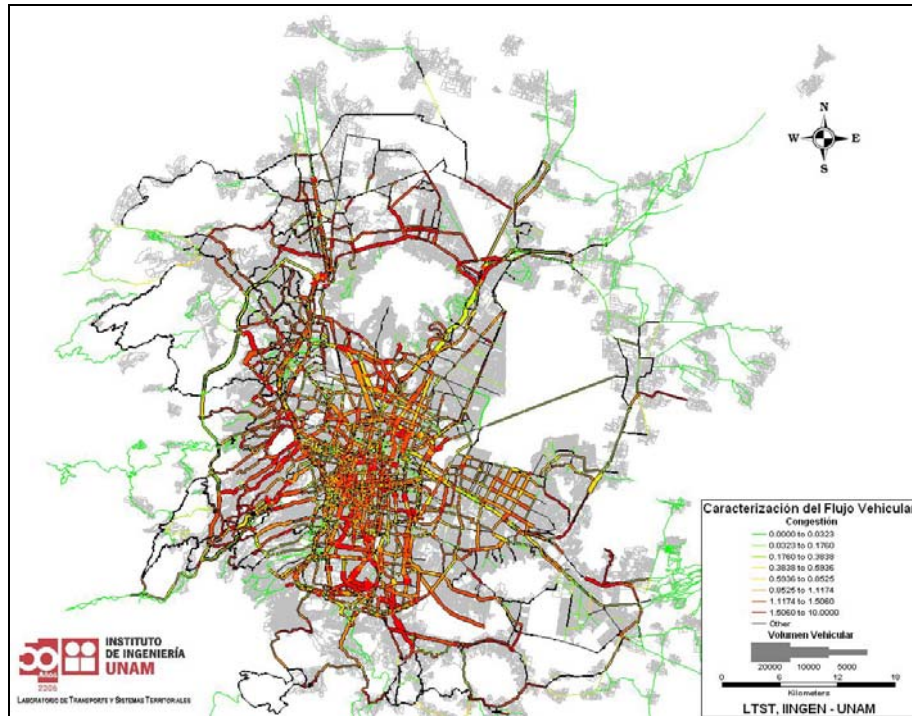 N
W E
S
Caracterización del Flujo Vehicular
Congestión
0.0000 to 0.0323
0.0323 to 0.1760
0.1760 to 0.3838
0.3838 to 0.5936
0.5936 to 0.8525
0.8525 to 1.1174
1.1174 to 1.5060
1.5060 to 10.0000
Other
Volumen Vehicular
20000 10000 5000
0 6 12 18
Kilometers
LTST, IINGEN - UNAM
50
2006
INSTITUTO
DE INGENIERÍA
UNAM
LABORATORIO DE TRANSPORTE Y SISTEMAS TERRITORIALES